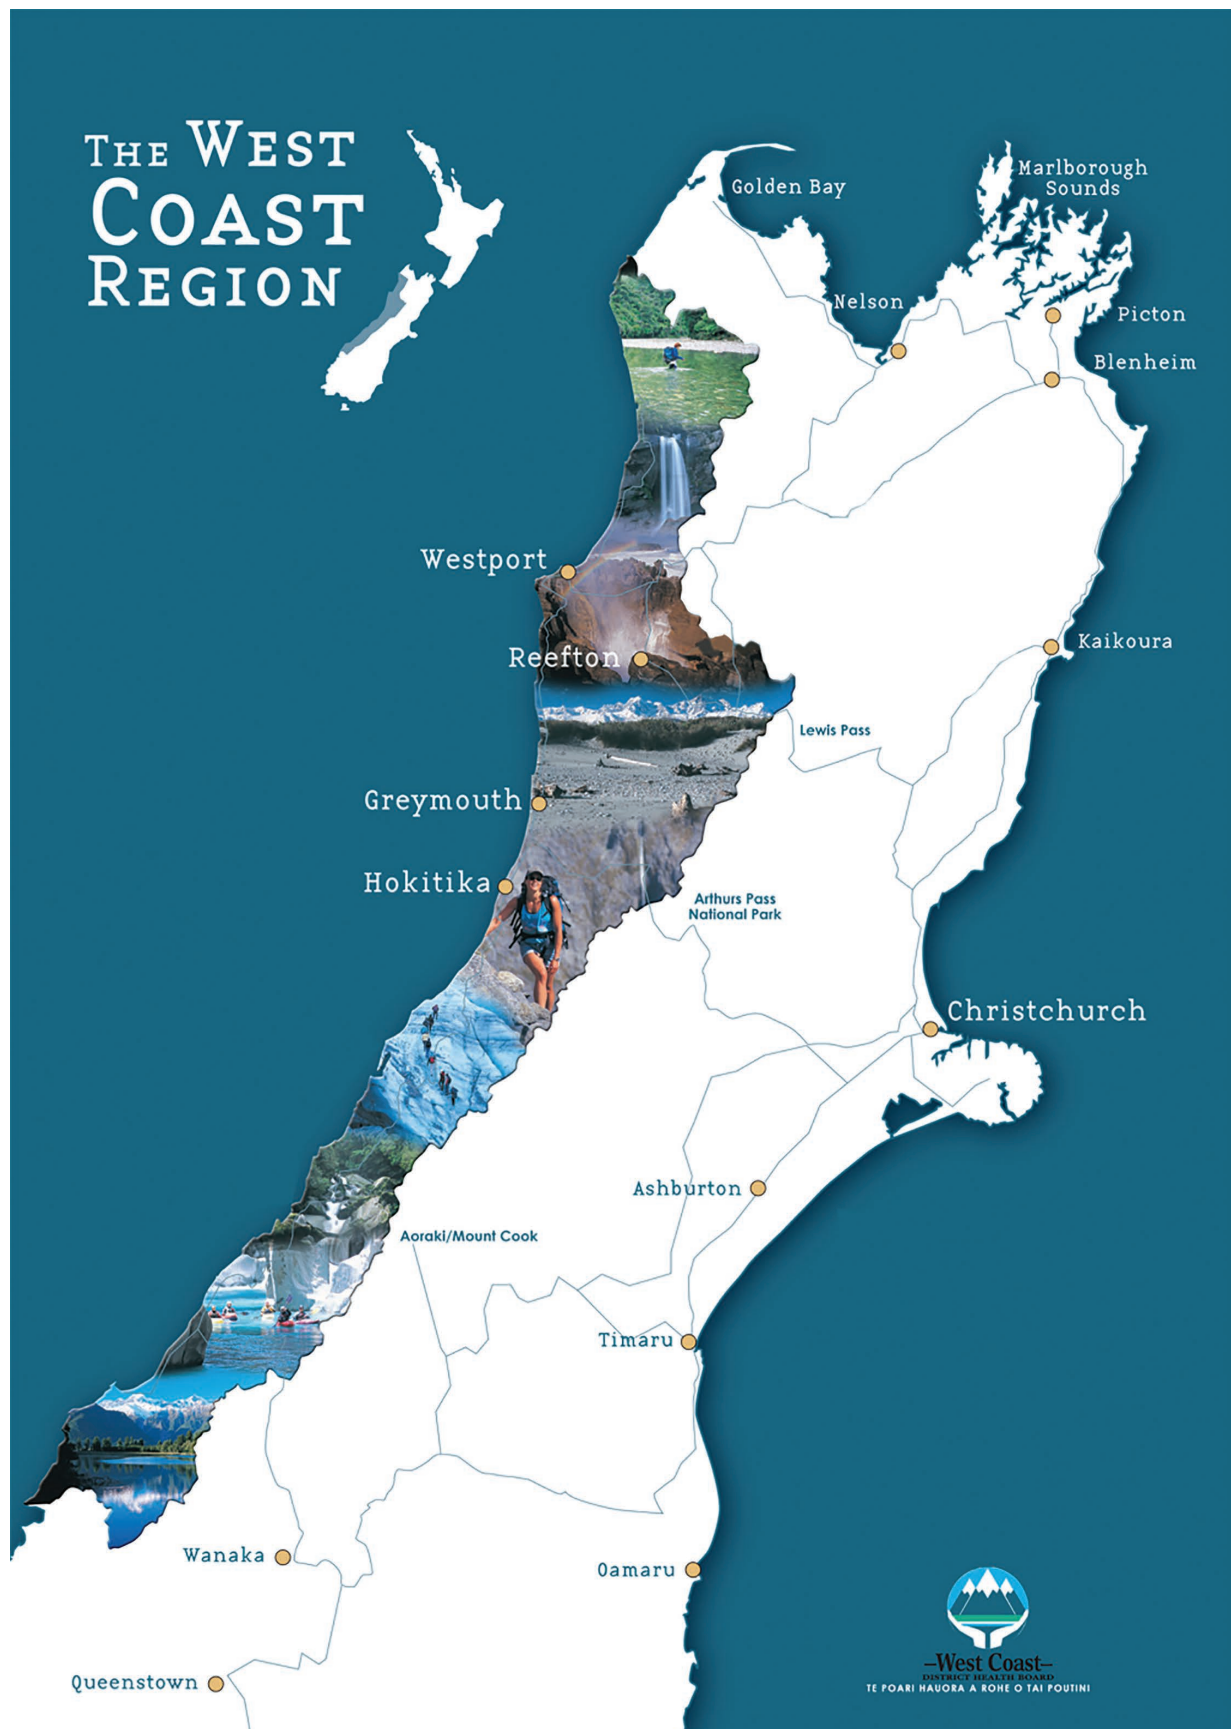 THE WEST
COAST
REGION
Golden Bay
Marlborough
Sounds
Nelson
Picton
Blenheim
Westport
Reefton
Kaikoura
Lewis Pass
Greymouth
Hokitika
Arthurs Pass
National Park
Christchurch
Ashburton
Aoraki/Mount Cook
Timaru
Wanaka
Oamaru
Queenstown
–West Coast–
DISTRICT HEALTH BOARD
TE POARI HAUORA A ROHE O TAI POUTINI